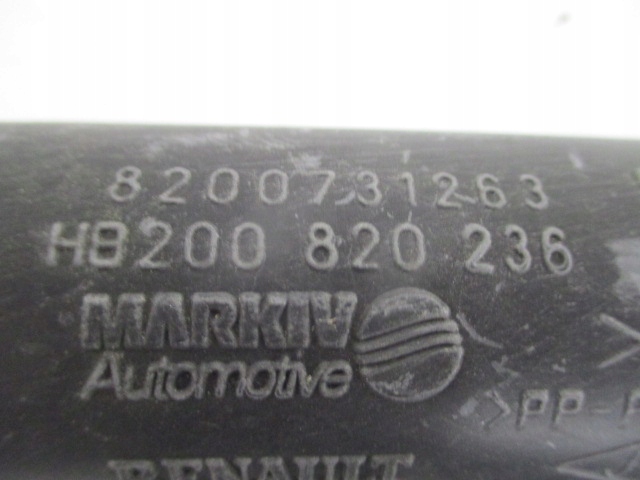 8200731263
H8200 820 236
MARKIV
Automotive
>PP-
RENAULT